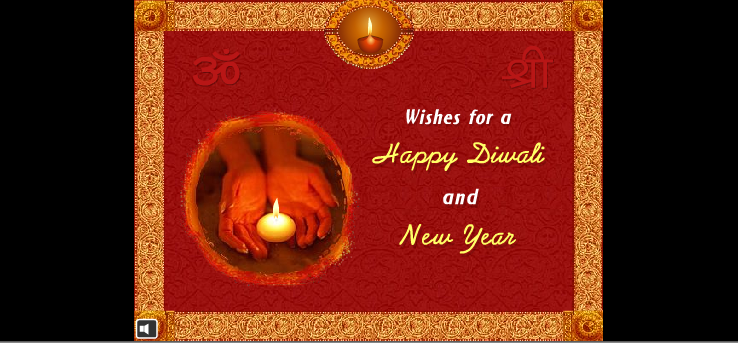 ॐ श्री
Wishes for a
Happy Diwali
and
New Year